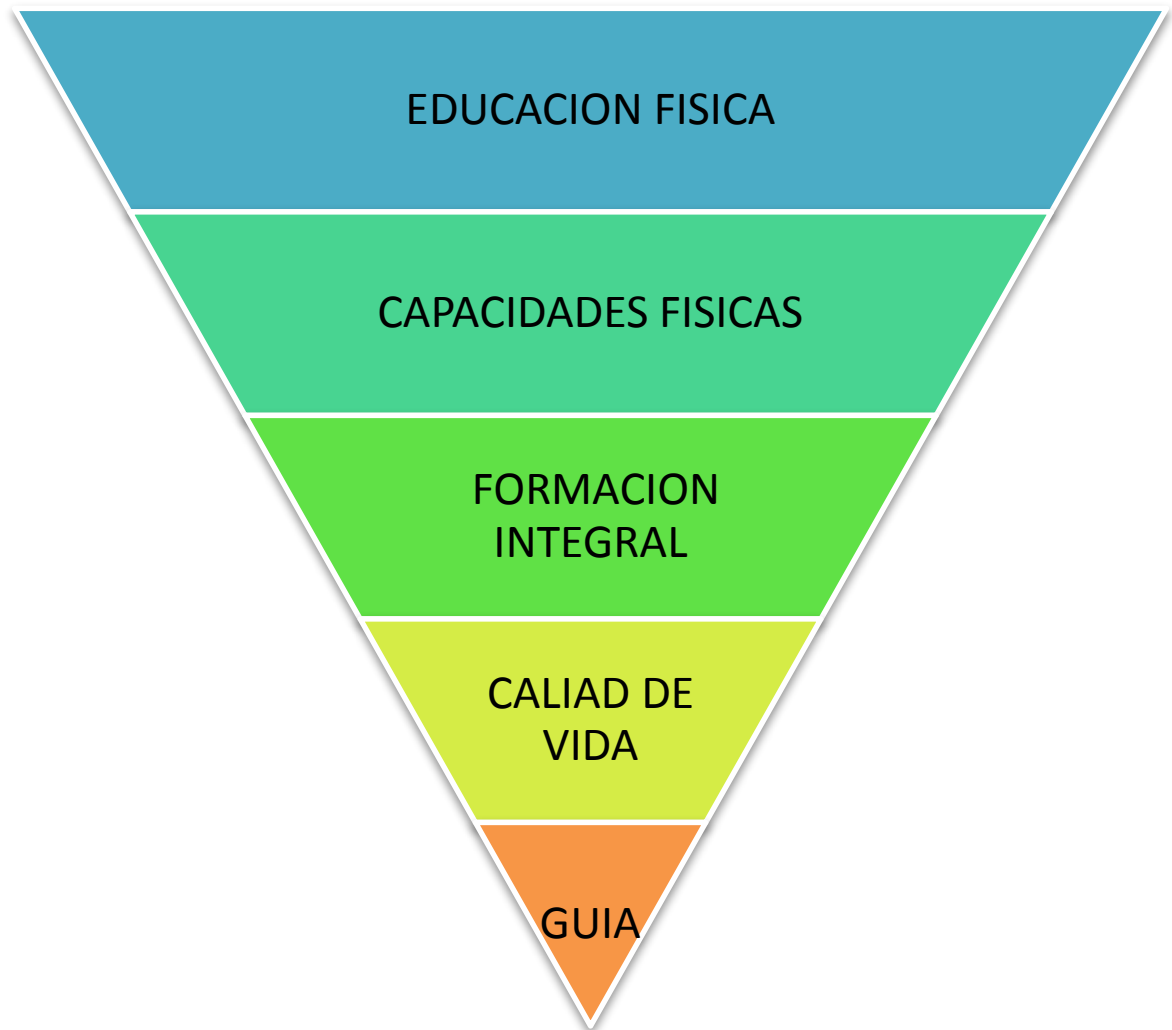 EDUCACION FISICA
CAPACIDADES FISICAS
FORMACION
INTEGRAL
CALIAD DE
VIDA
GUIA